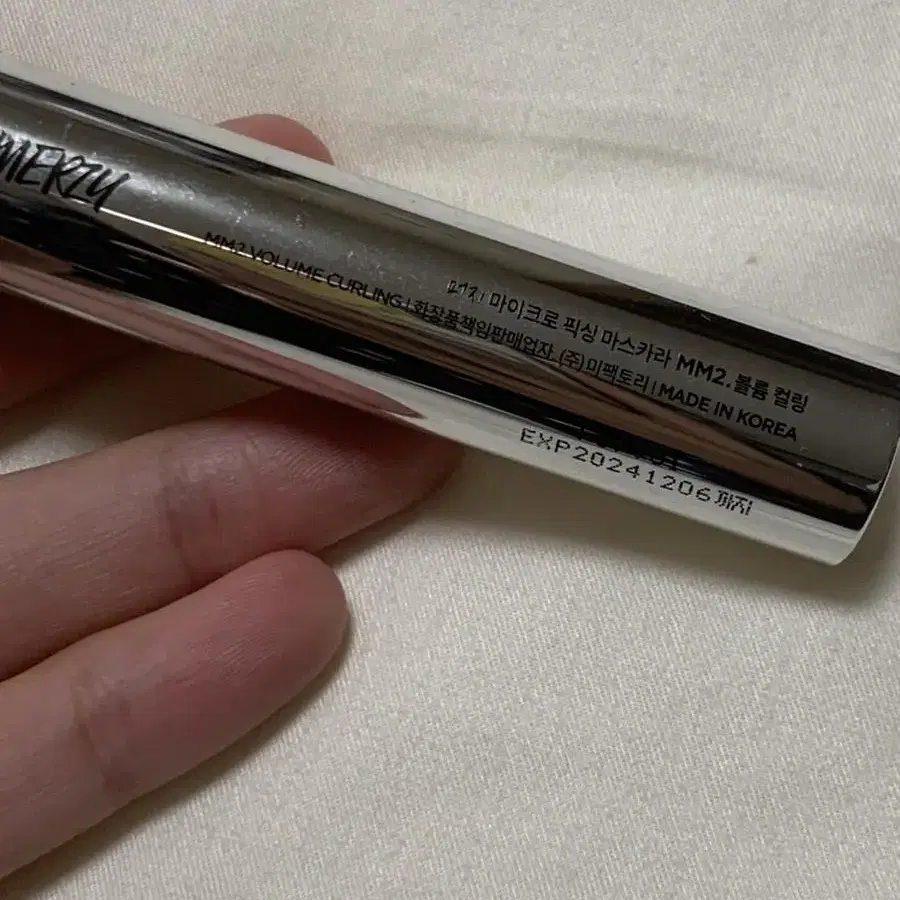 MERZY
머지 마이크로 픽싱 마스카라 MM2. 볼륨 컬링
MM2 VOLUME CURLING | 화장품책임판매업자 (주)미팩토리 | MADE IN KOREA
EXP20241206까지